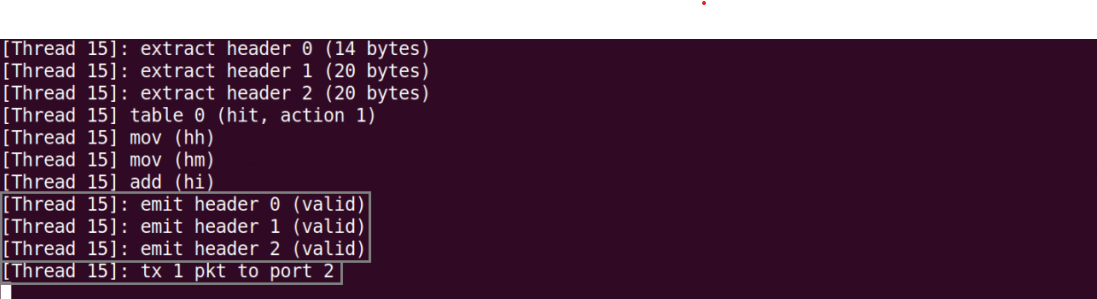 [Thread 15]: extract header 0 (14 bytes)
[Thread 15]: extract header 1 (20 bytes)
[Thread 15]: extract header 2 (20 bytes)
[Thread 15] table 0 (hit, action 1)
[Thread 15] mov (hh)
[Thread 15] mov (hm)
[Thread 15] add (hi)
[Thread 15]: emit header 0 (valid)
[Thread 15]: emit header 1 (valid)
[Thread 15]: emit header 2 (valid)
[Thread 15]: tx 1 pkt to port 2